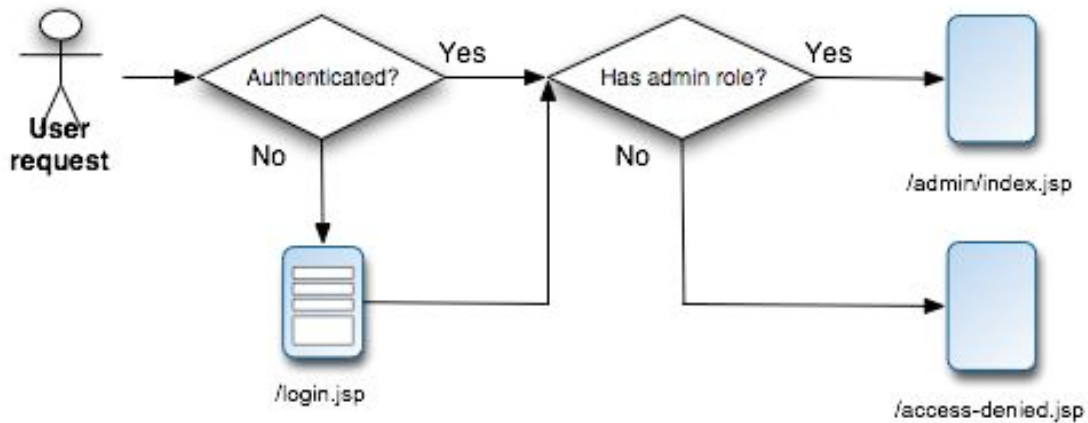 User
request
Authenticated?
Yes
No
/login.jsp
Has admin role?
Yes
No
/admin/index.jsp
/access-denied.jsp